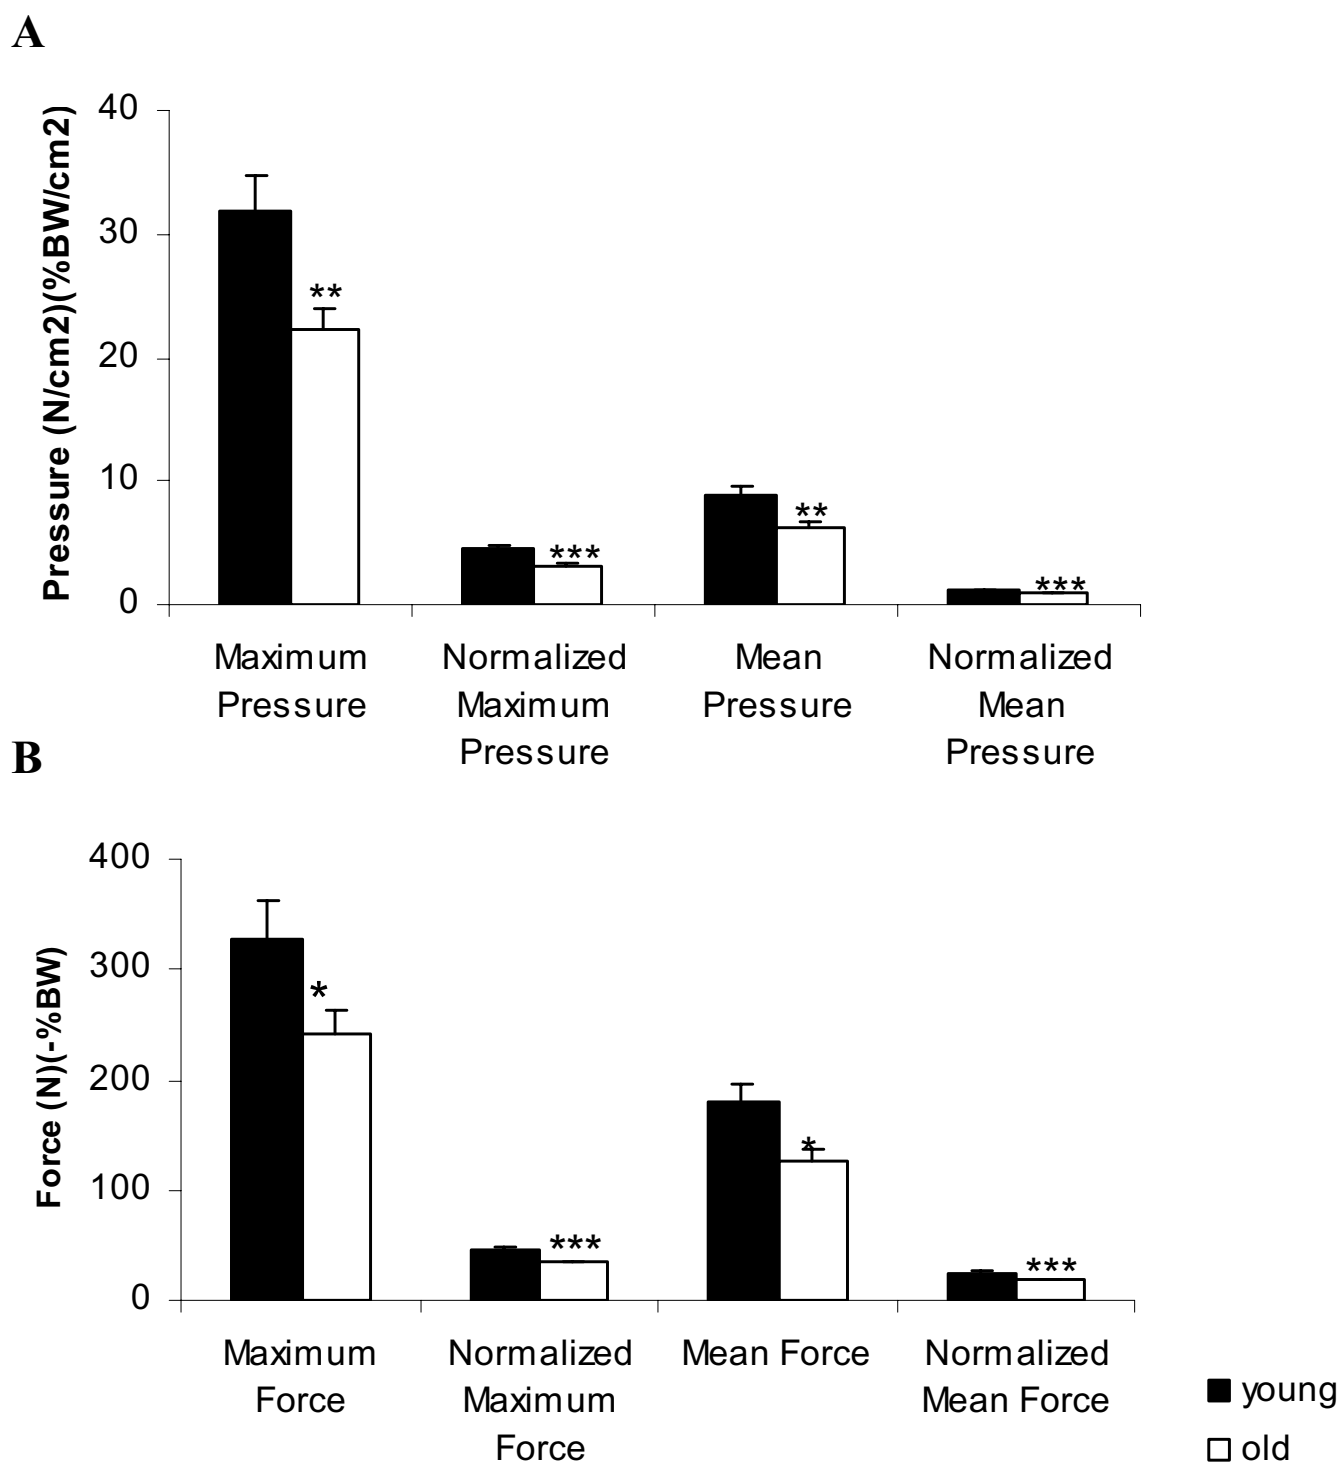 A
Pressure (N/cm2)(%BW/cm2)
40
30
20
10
0
**
***
**
***
Maximum
Pressure
Normalized
Maximum
Pressure
Mean
Pressure
Normalized
Mean
Pressure
B
Force (N)(-%BW)
400
300
200
100
0
*
***
*
***
Maximum
Force
Normalized
Maximum
Force
Mean Force
Normalized
Mean Force
young
old